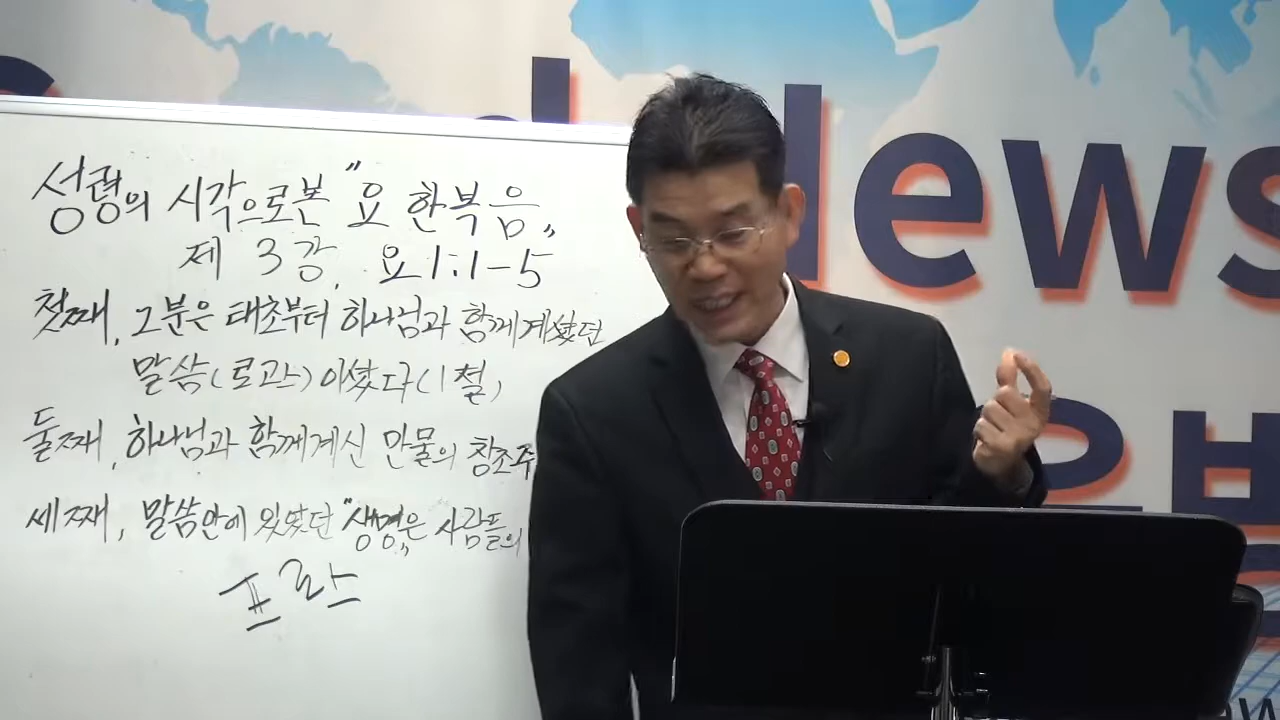 성령의 시각으로본 "요한복음"
제 3강, 요1:1-5
첫째, 그분은 태초부터 하나님과 함께계셨던
말씀(로고스)이셨다(1절)
둘째, 하나님과 함께계신 만물의 창조주
세째, 말씀안에 있었던 "생명"은 사람들의
프로스
News